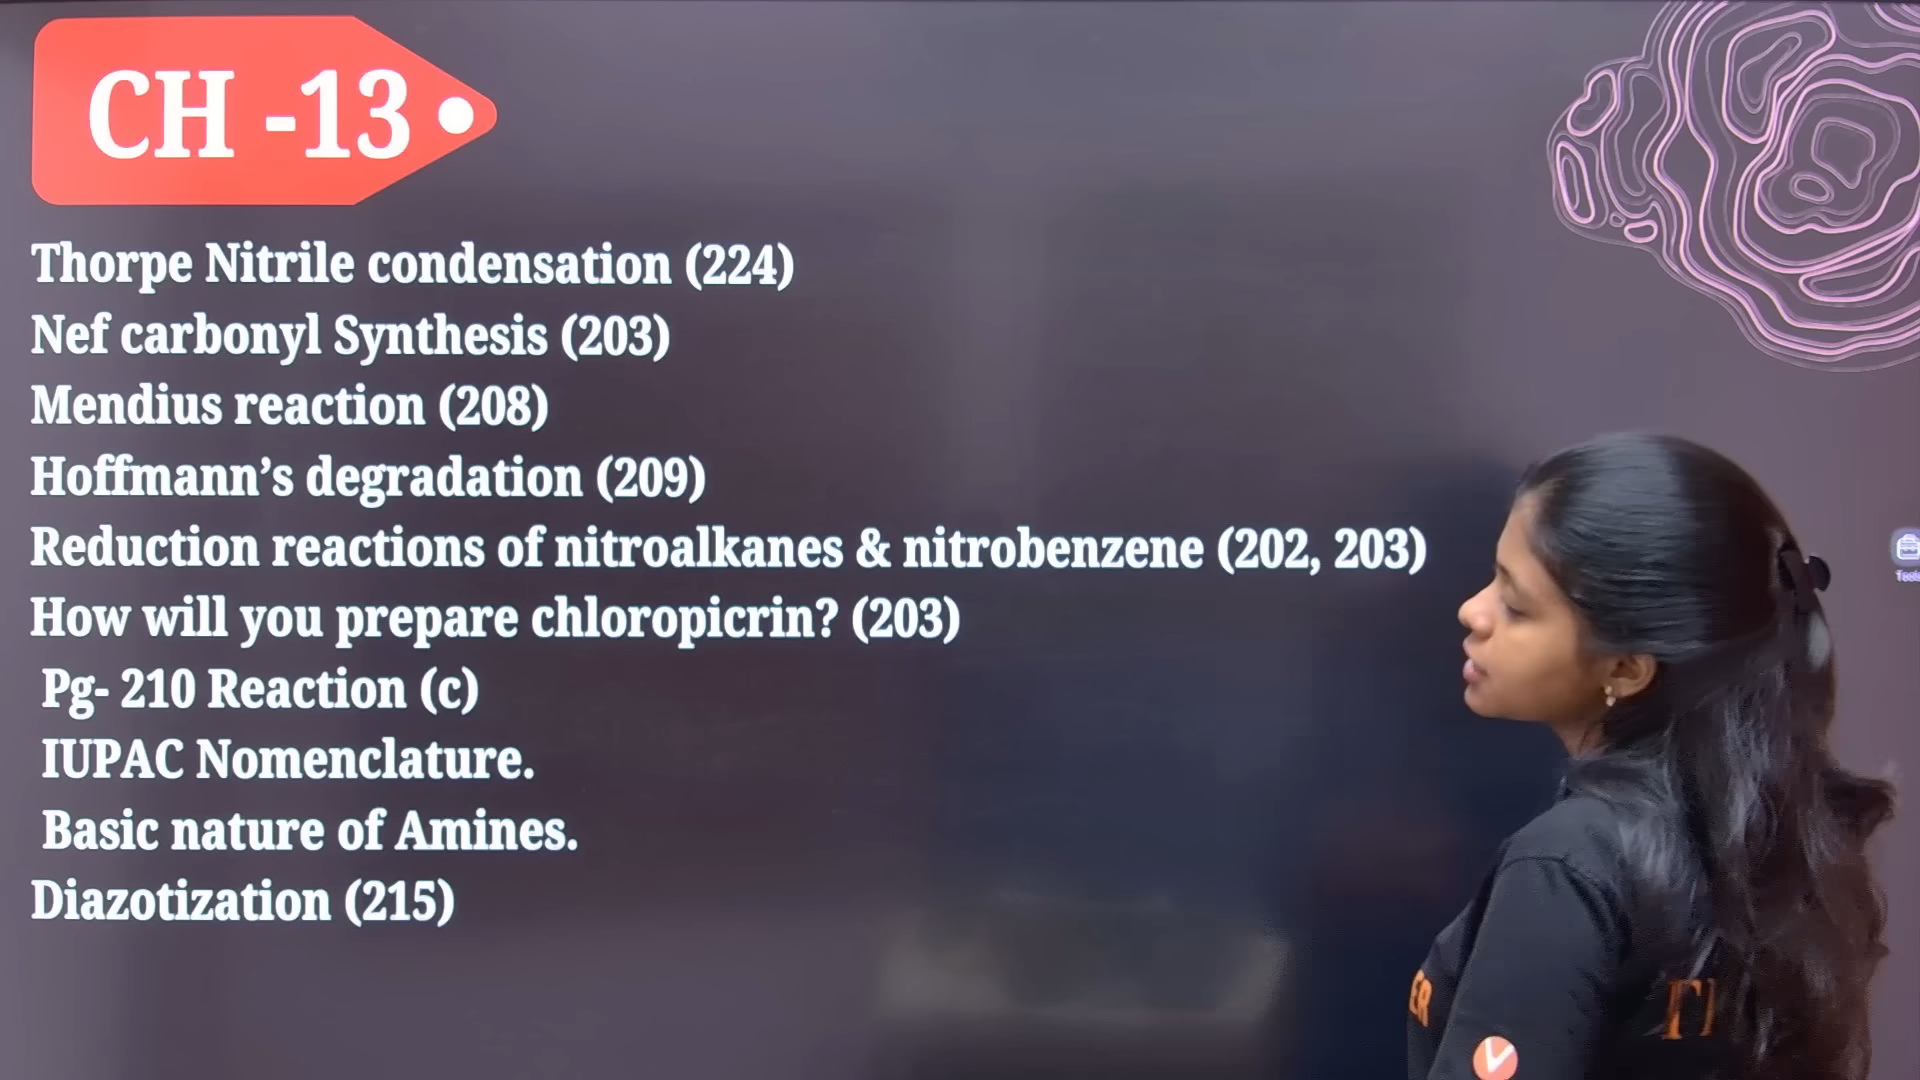 CH -13
Thorpe Nitrile condensation (224)
Nef carbonyl Synthesis (203)
Mendius reaction (208)
Hoffmann’s degradation (209)
Reduction reactions of nitroalkanes & nitrobenzene (202, 203)
How will you prepare chloropicrin? (203)
Pg- 210 Reaction (c)
IUPAC Nomenclature.
Basic nature of Amines.
Diazotization (215)